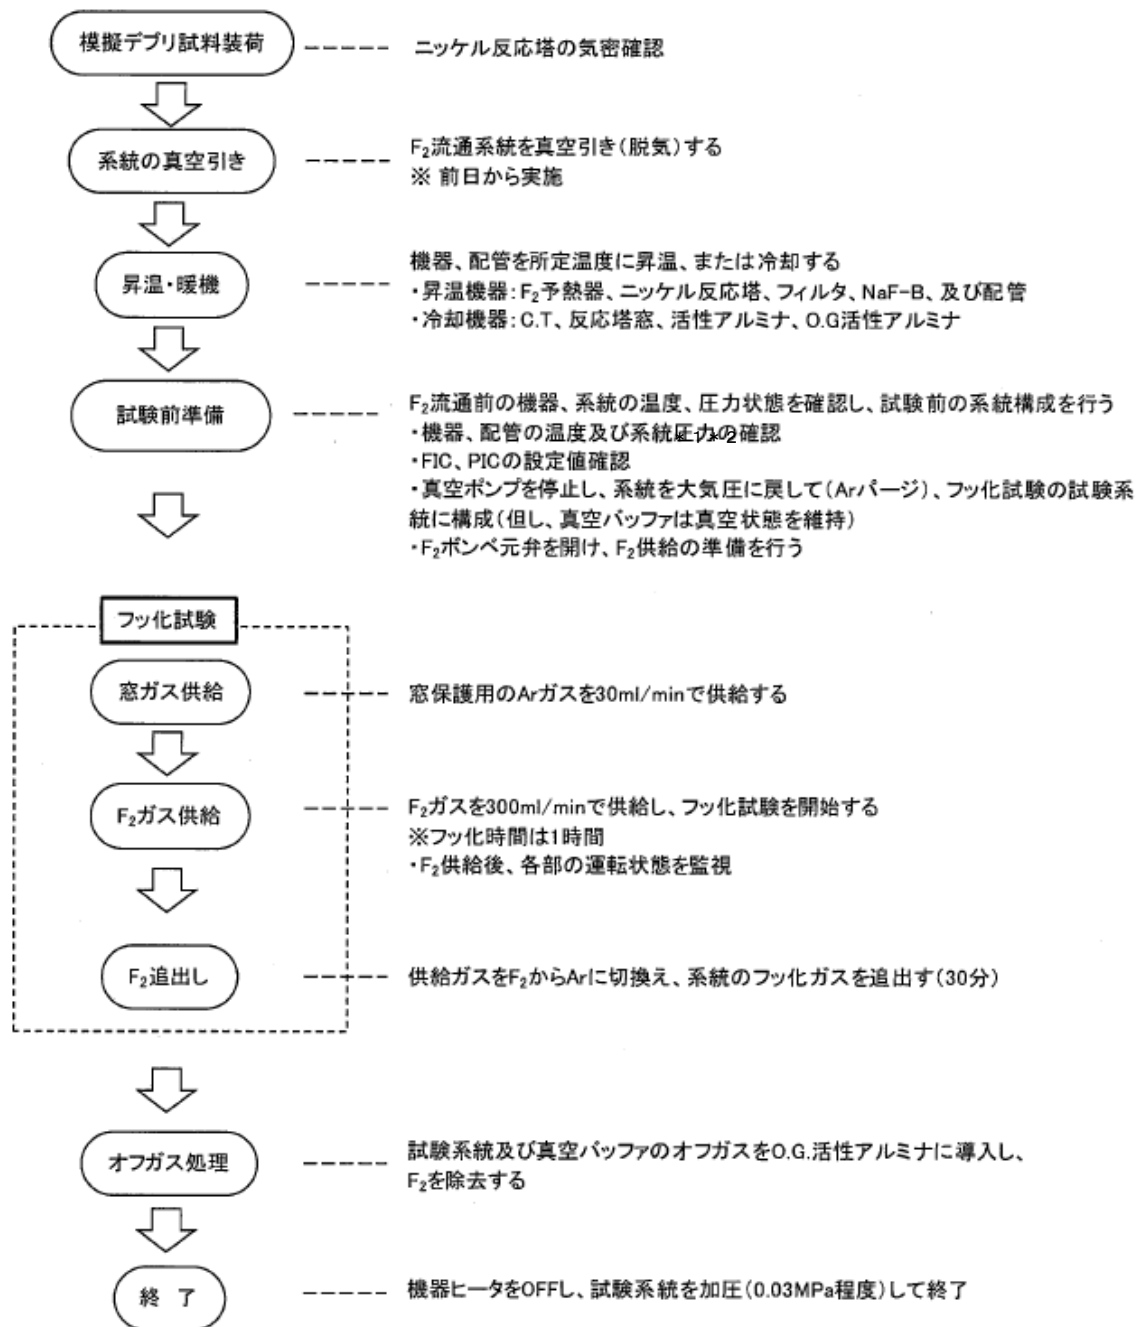 模擬デブリ試料装荷
ニッケル反応塔の気密確認
系統の真空引き
F₂流通系統を真空引き(脱気)する
※ 前日から実施
昇温・暖機
機器、配管を所定温度に昇温、または冷却する
・昇温機器:F₂予熱器、ニッケル反応塔、フィルタ、NaF-B、及び配管
・冷却機器:C.T、反応塔窓、活性アルミナ、O.G活性アルミナ
試験前準備
F₂流通前の機器、系統の温度、圧力状態を確認し、試験前の系統構成を行う
・機器、配管の温度及び系統圧力の確認
・FIC、PICの設定値確認
・真空ポンプを停止し、系統を大気圧に戻して(Arパージ)、フッ化試験の試験系
統に構成(但し、真空バッファは真空状態を維持)
・F₂ボンベ元弁を開け、F₂供給の準備を行う
フッ化試験
窓ガス供給
窓保護用のArガスを30ml/minで供給する
F₂ガス供給
F₂ガスを300ml/minで供給し、フッ化試験を開始する
※フッ化時間は1時間
・F₂供給後、各部の運転状態を監視
F₂追出し
供給ガスをF₂からArに切換え、系統のフッ化ガスを追出す(30分)
オフガス処理
試験系統及び真空バッファのオフガスをO.G.活性アルミナに導入し、
F₂を除去する
終 了
機器ヒータをOFFし、試験系統を加圧(0.03MPa程度)して終了